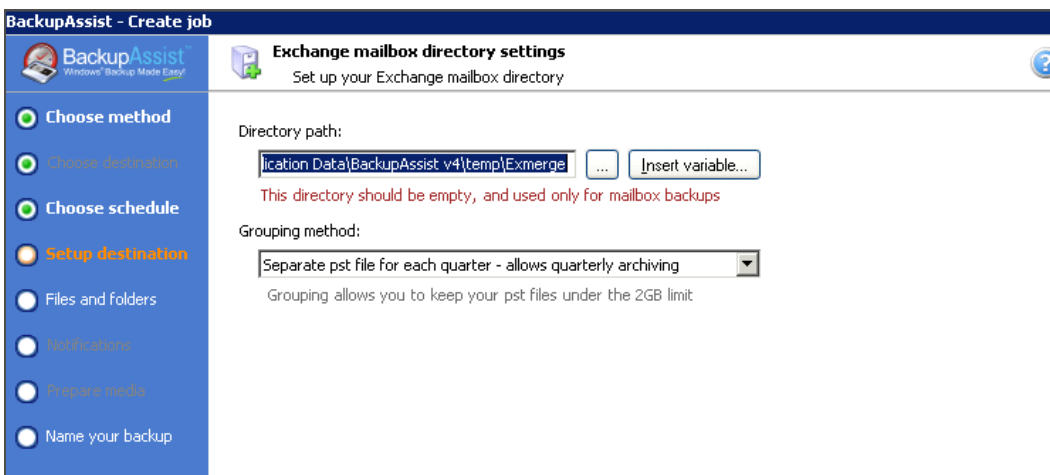 BackupAssist - Create job
BackupAssist™
Windows® Backup Made Easy!
Exchange mailbox directory settings
Set up your Exchange mailbox directory
?
Choose method
Choose destination
Choose schedule
Setup destination
Files and folders
Notifications
Prepare media
Name your backup
Directory path:
lication Data\BackupAssist v4\temp\Exmerge
...
Insert variable...
This directory should be empty, and used only for mailbox backups
Grouping method:
Separate pst file for each quarter - allows quarterly archiving
Grouping allows you to keep your pst files under the 2GB limit